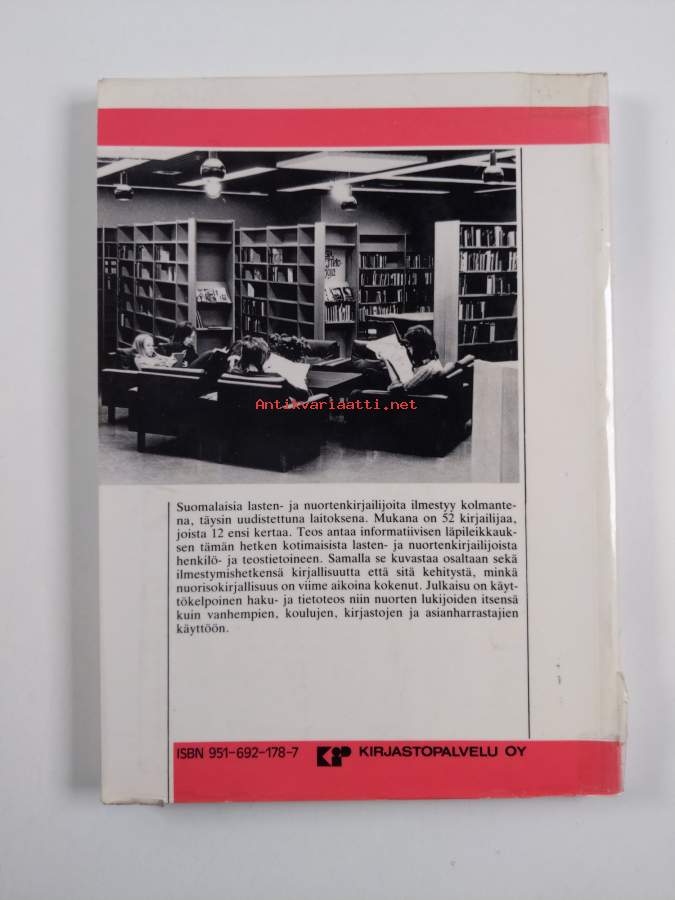 Antikvariaatti.net
Suomalaisia lasten- ja nuortenkirjailijoita ilmestyy kolmante-
na, täysin uudistettuna laitoksena. Mukana on 52 kirjailijaa,
joista 12 ensi kertaa. Teos antaa informatiivisen läpileikkauk-
sen tämän hetken kotimaisista lasten- ja nuortenkirjailijoista
henkilö- ja teostietoineen. Samalla se kuvastaa osaltaan sekä
ilmestymishetkensä kirjallisuutta että sitä kehitystä, minkä
nuorisokirjallisuus on viime aikoina kokenut. Julkaisu on käyt-
tökelpoinen haku- ja tietoteos niin nuorten lukijoiden itsensä
kuin vanhempien, koulujen, kirjastojen ja asianharrastajien
käyttöön.
ISBN 951-692-178-7 KIRJASTOPALVELU OY